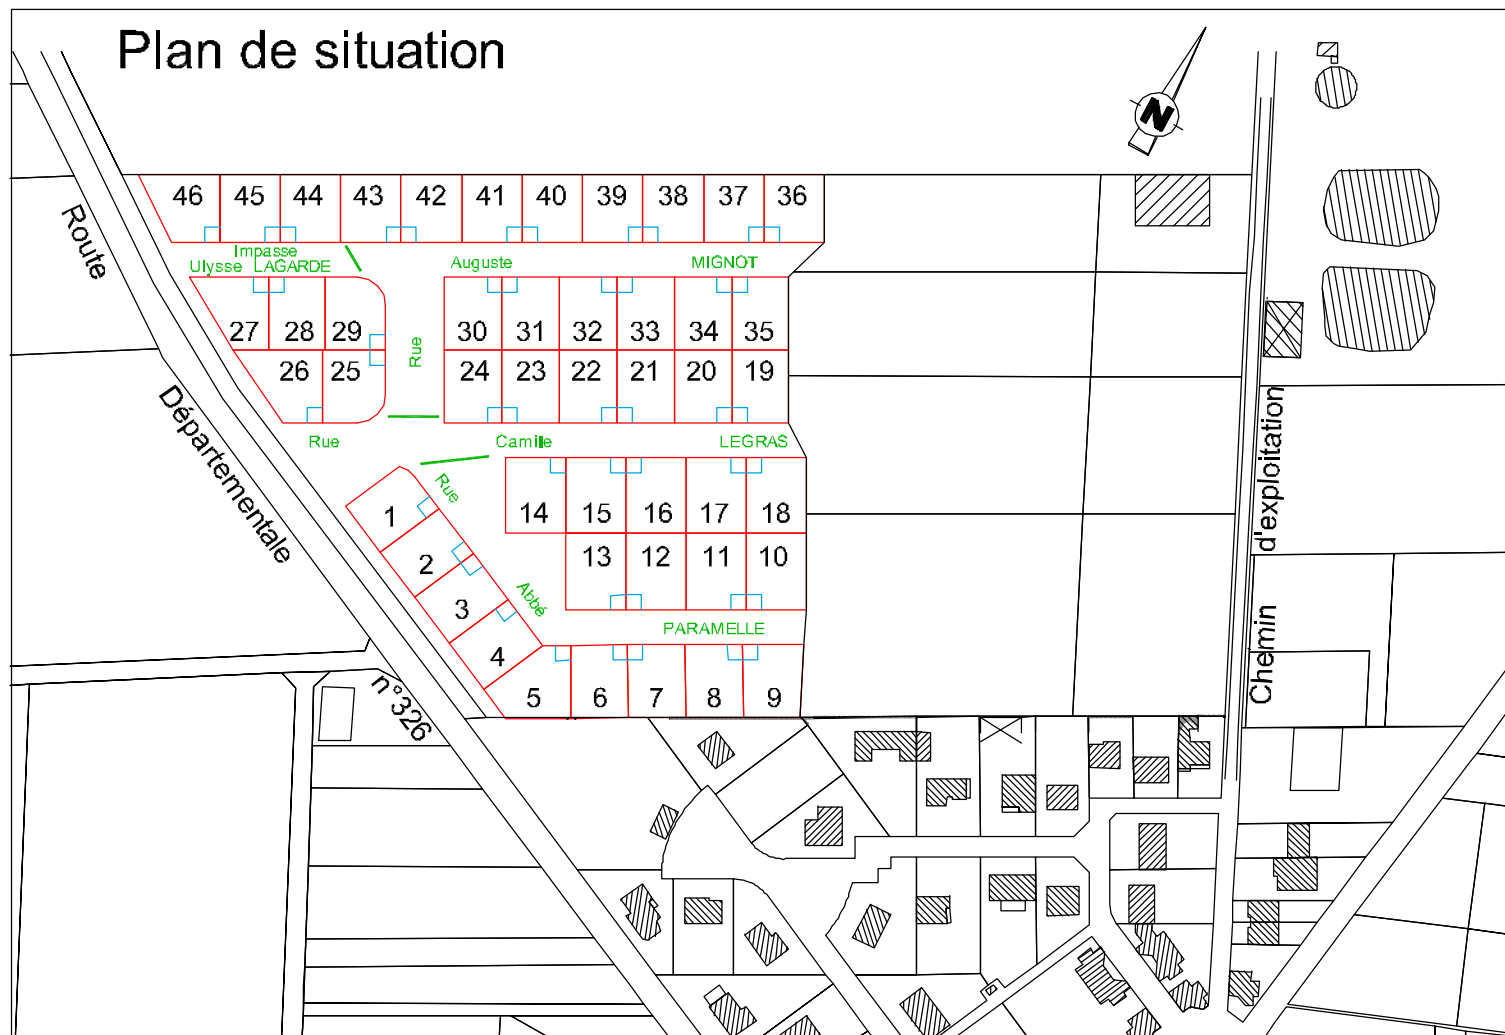 Plan de situation
N
46 45 44 43 42 41 40 39 38 37 36
Route
Impasse
Ulysse LAGARDE
Auguste
MIGNOT
27 28 29
Rue
30 31 32 33 34 35
26 25
24 23 22 21 20 19
Départementale
Rue
Camille
LEGRAS
Rue
1
14 15 16 17 18
2
13 12 11 10
3
Abbé
PARAMELLE
4
5 6 7 8 9
n°326
Chemin
d'exploitation